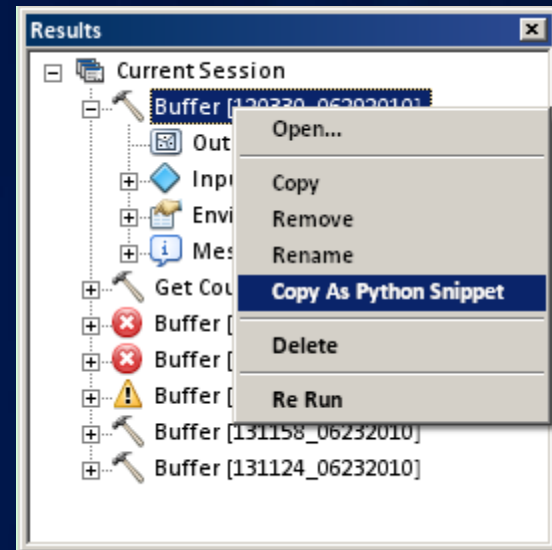 Results
Current Session
Buffer [120330_06292010]
Open...
Out
Inpu
Copy
Envi
Remove
Mes
Rename
Get Cou
Copy As Python Snippet
Buffer [
Buffer [
Delete
Buffer [
Re Run
Buffer [131158_06232010]
Buffer [131124_06232010]